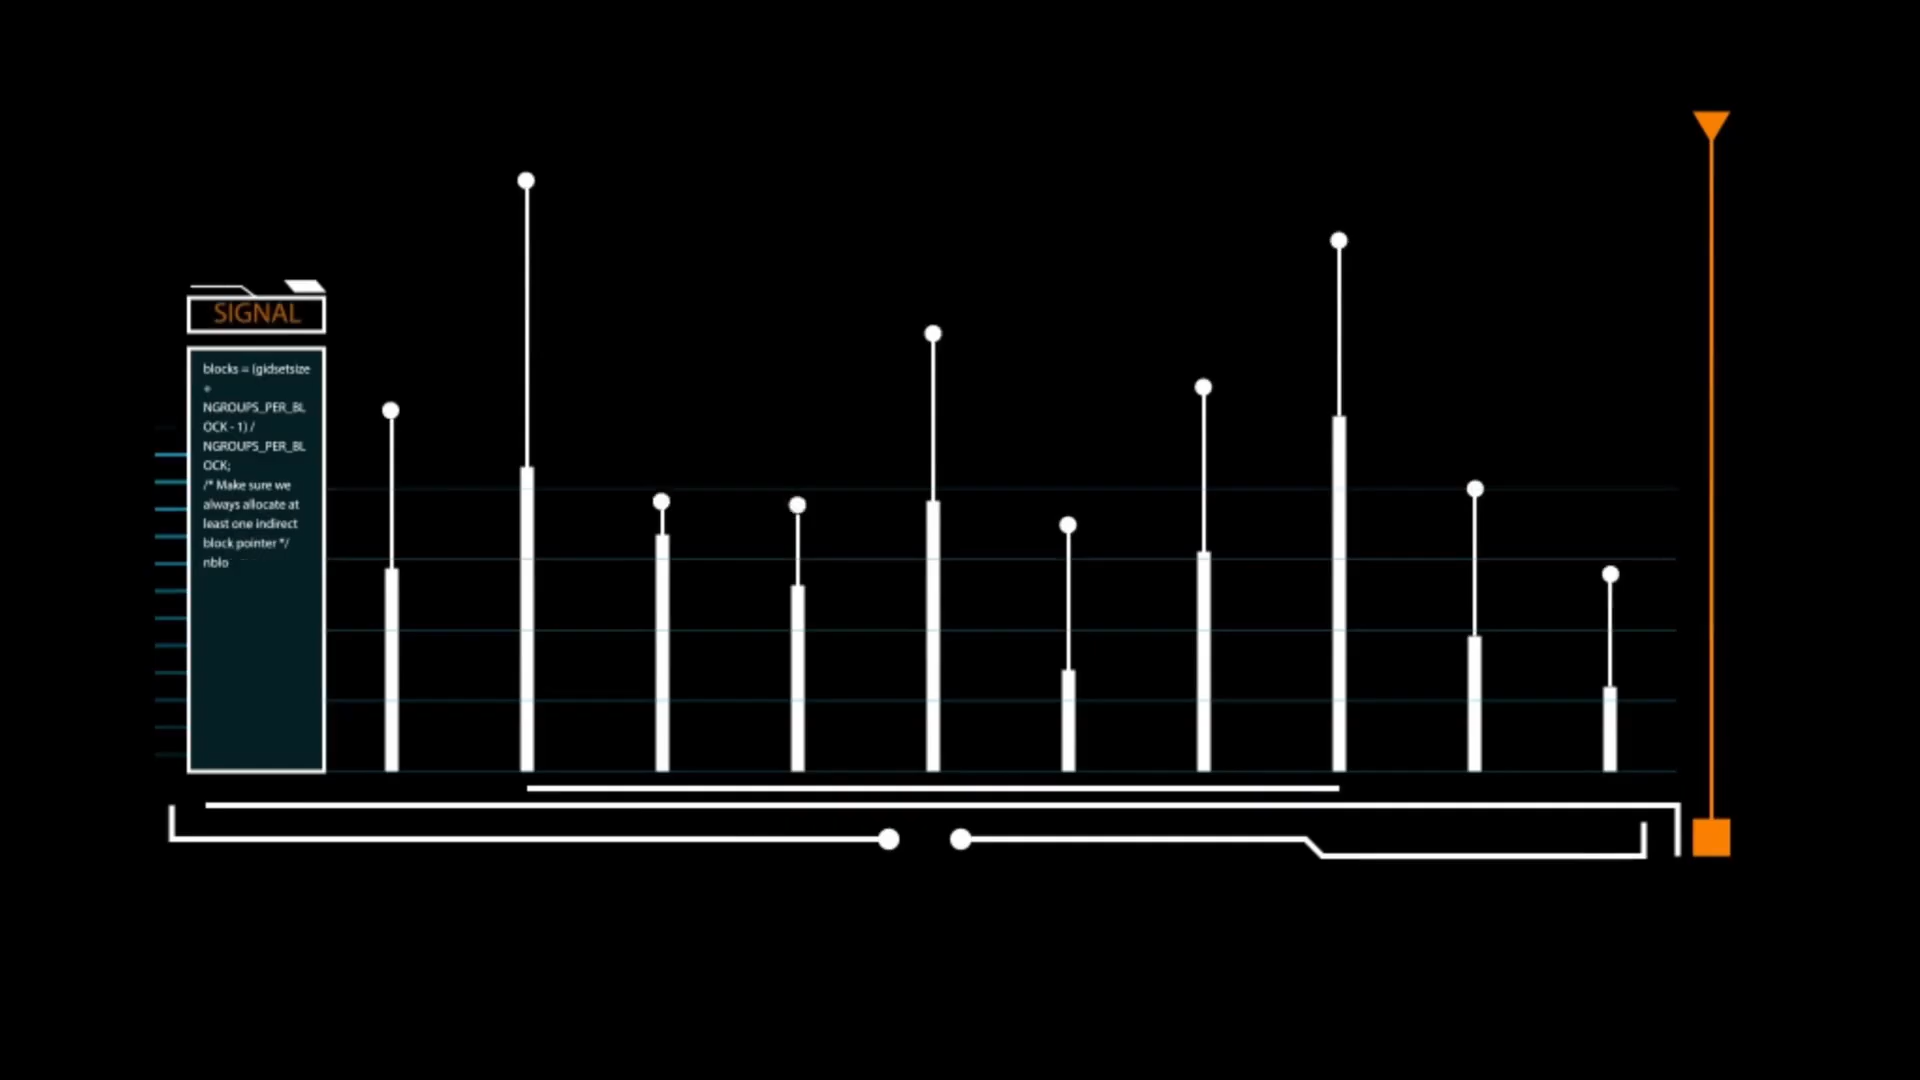 SIGNAL
blocks = (gidsetsize
+
NGROUPS_PER_BL
OCK - 1) /
NGROUPS_PER_BL
OCK;
/* Make sure we
always allocate at
least one indirect
block pointer */
nblo